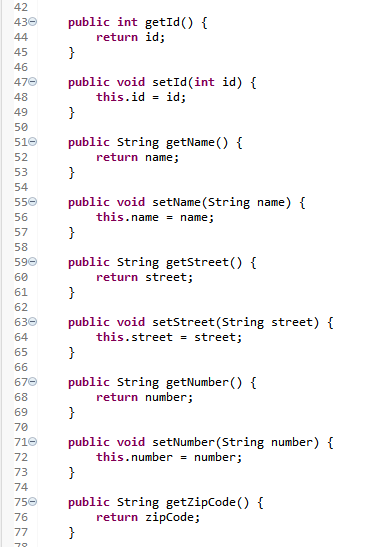 42
43 public int getId() {
44 return id;
45 }
46
47 public void setId(int id) {
48 this.id = id;
49 }
50
51 public String getName() {
52 return name;
53 }
54
55 public void setName(String name) {
56 this.name = name;
57 }
58
59 public String getStreet() {
60 return street;
61 }
62
63 public void setStreet(String street) {
64 this.street = street;
65 }
66
67 public String getNumber() {
68 return number;
69 }
70
71 public void setNumber(String number) {
72 this.number = number;
73 }
74
75 public String getZipCode() {
76 return zipCode;
77 }
78